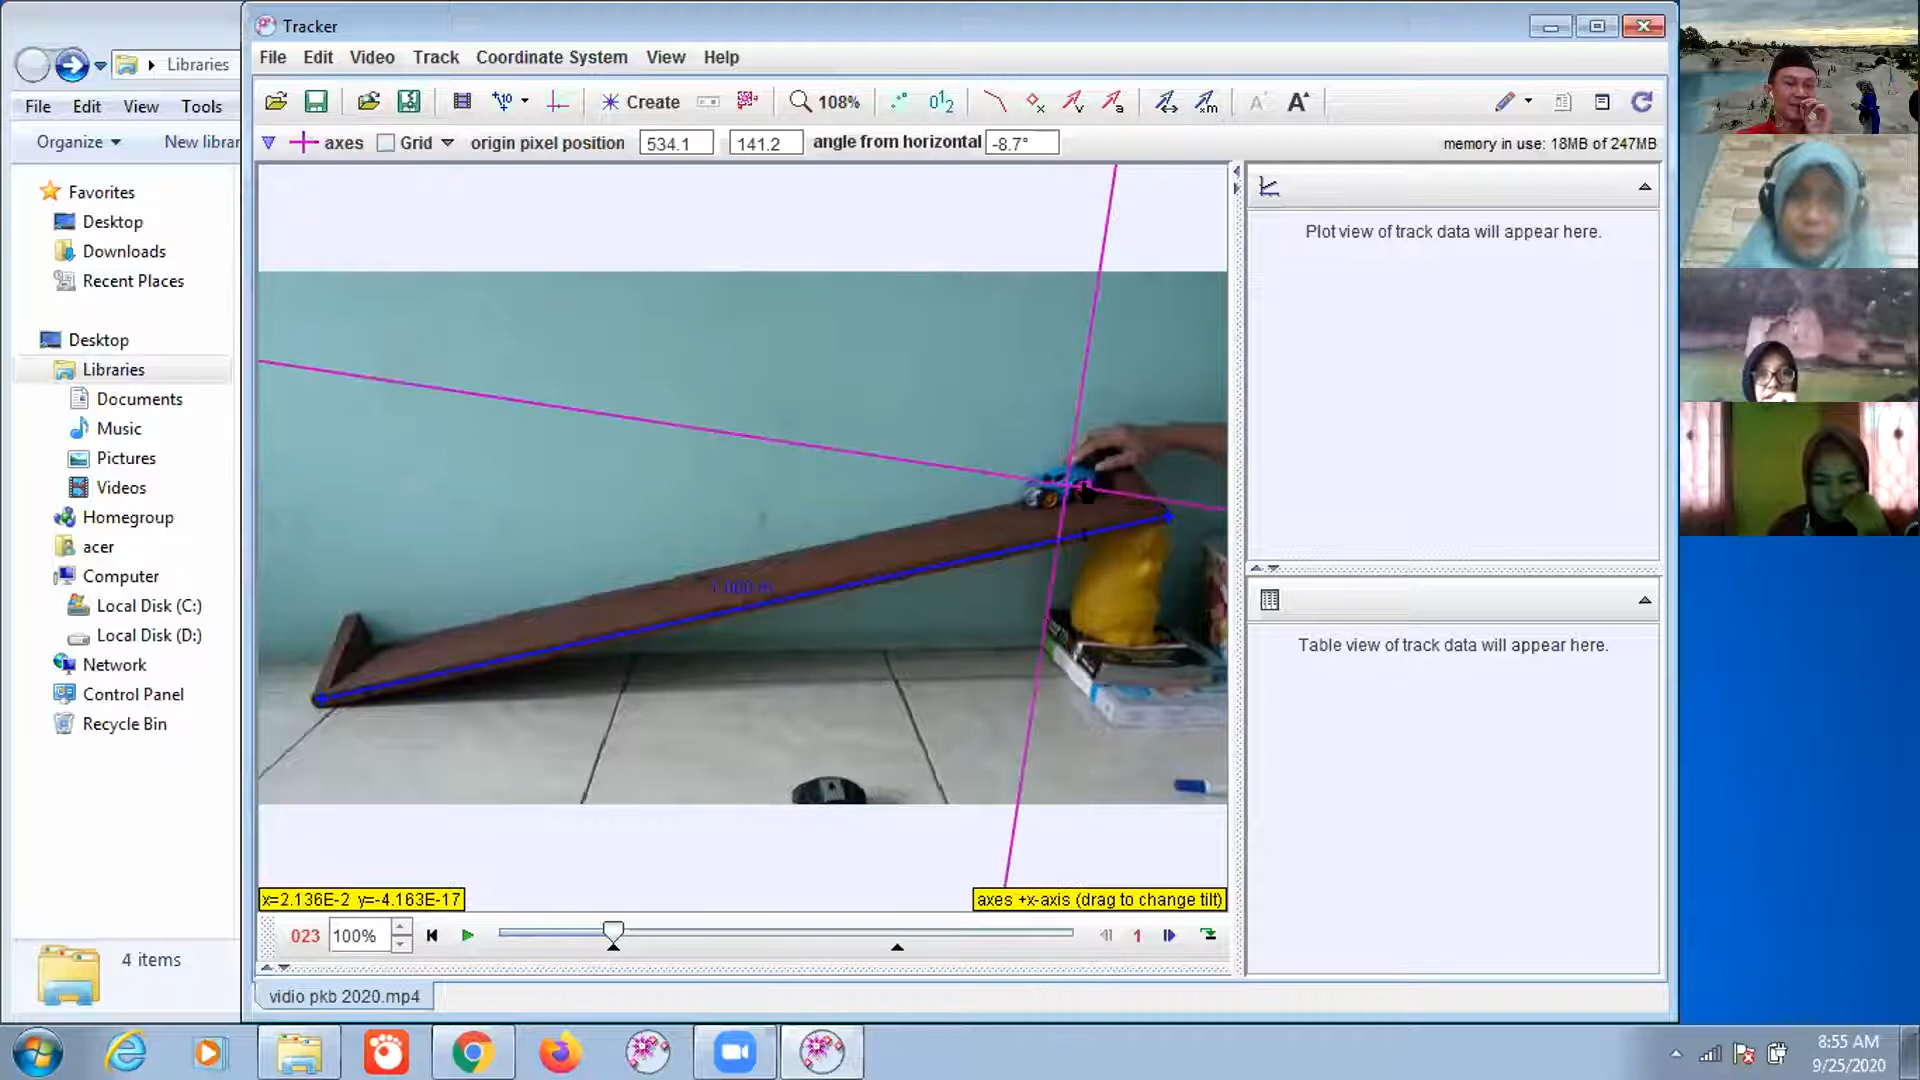 Tracker
File Edit Video Track Coordinate System View Help
Create 108%
axes Grid origin pixel position 534.1 141.2 angle from horizontal -8.7° memory in use: 18MB of 247MB
Libraries
File Edit View Tools
Organize New librar
Favorites
Desktop
Downloads
Recent Places
Desktop
Libraries
Documents
Music
Pictures
Videos
Homegroup
acer
Computer
Local Disk (C:)
Local Disk (D:)
Network
Control Panel
Recycle Bin
4 items
1.000 m
Plot view of track data will appear here.
Table view of track data will appear here.
x=2.136E-2 y=-4.163E-17
axes +x-axis (drag to change tilt)
023 100% 1
vidio pkb 2020.mp4
8:55 AM
9/25/2020